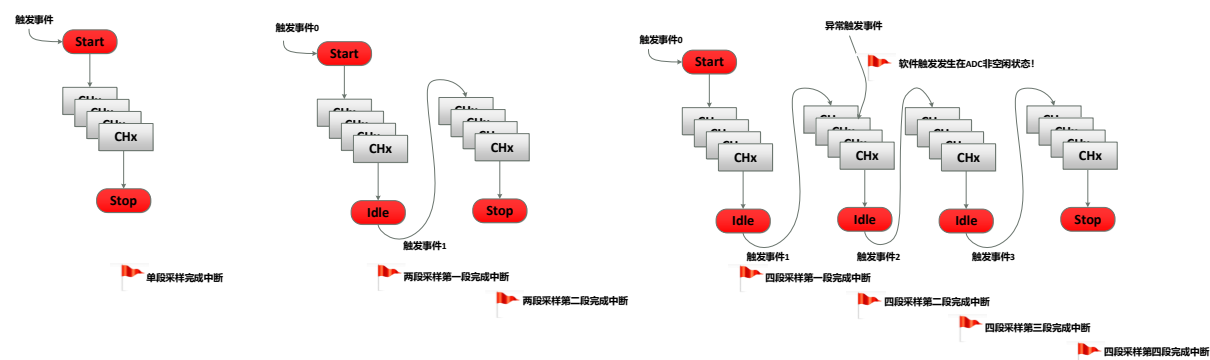 触发事件
Start
CHx
CHx
Stop
单段采样完成中断
触发事件0
Start
CHx
CHx
Idle
触发事件1
CHx
CHx
Stop
两段采样第一段完成中断
两段采样第二段完成中断
触发事件0
Start
CHx
CHx
Idle
触发事件1
异常触发事件
软件触发发生在ADC非空闲状态!
CHx
CHx
Idle
触发事件2
CHx
CHx
Idle
触发事件3
CHx
CHx
Stop
四段采样第一段完成中断
四段采样第二段完成中断
四段采样第三段完成中断
四段采样第四段完成中断